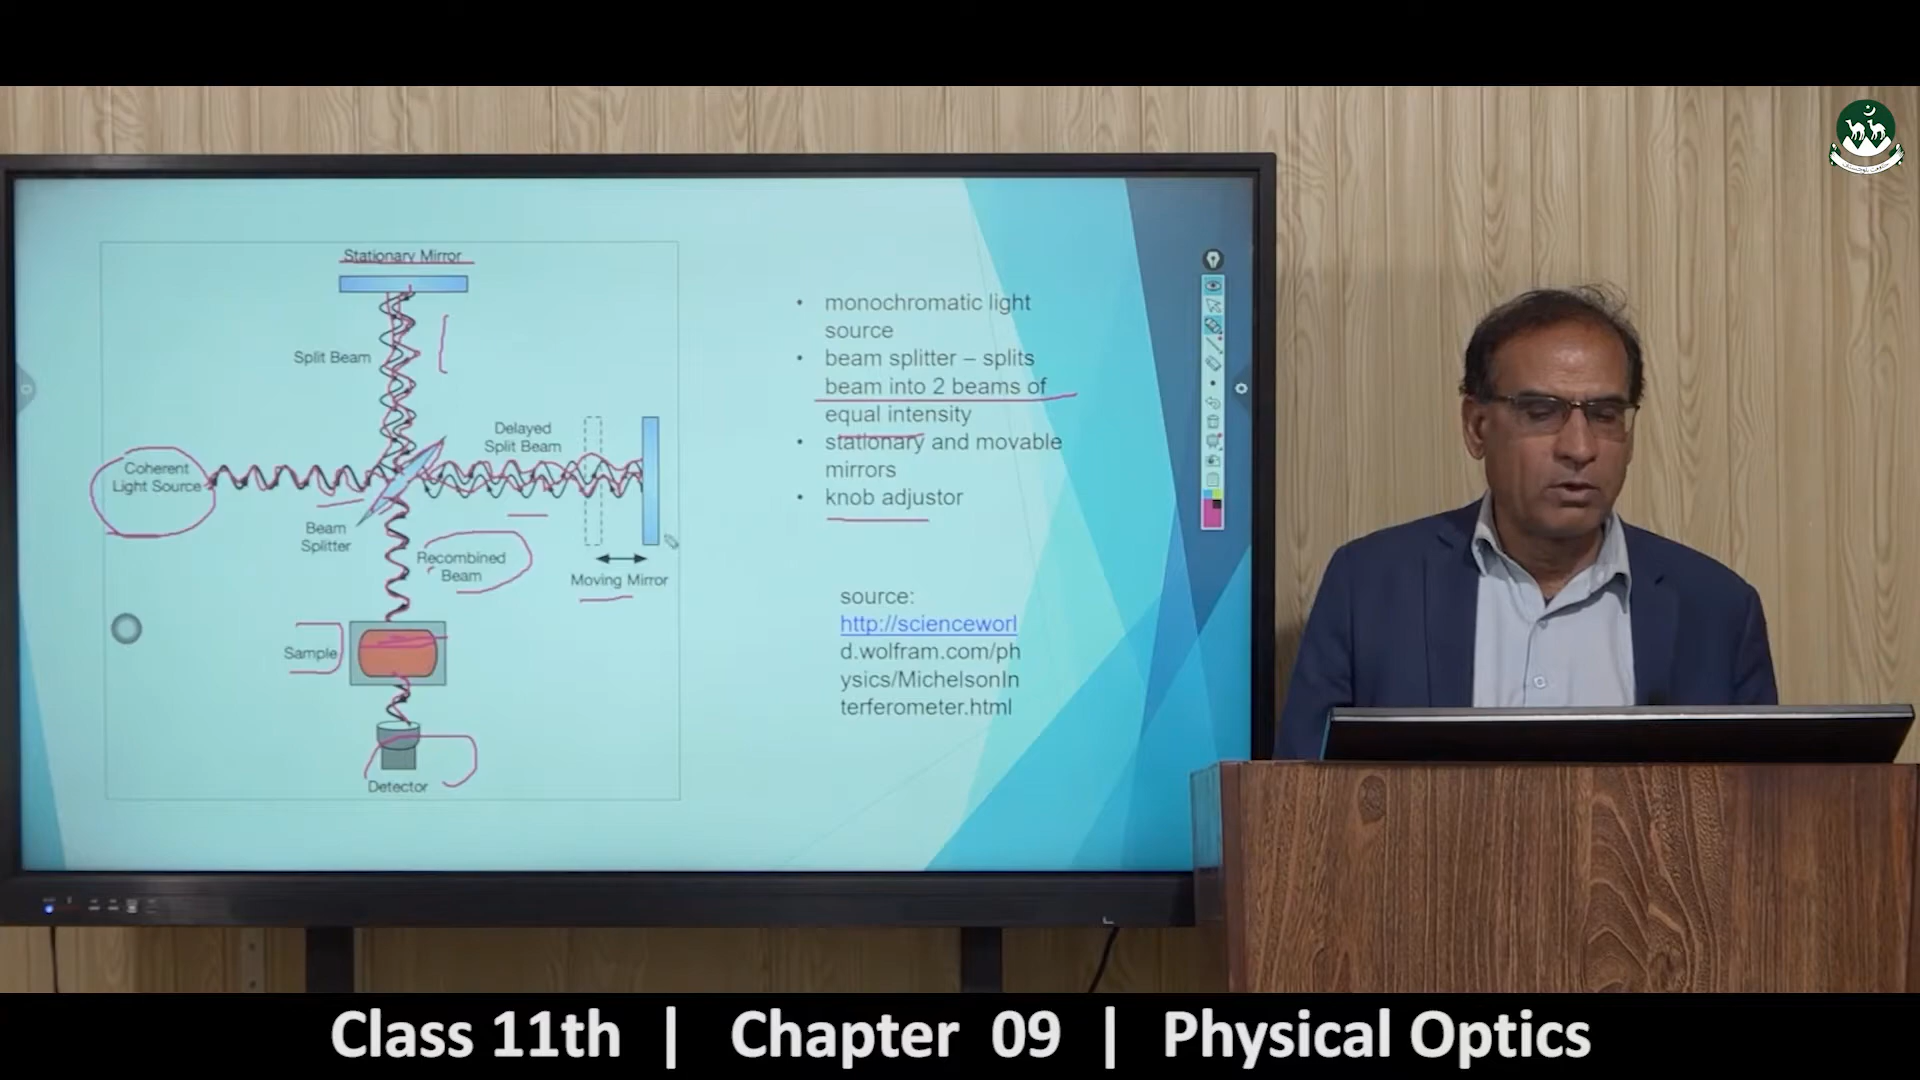 Stationary Mirror
Split Beam
Delayed
Split Beam
Coherent
Light Source
Beam
Splitter
Recombined
Beam
Moving Mirror
Sample
Detector
• monochromatic light
source
• beam splitter – splits
beam into 2 beams of
equal intensity
• stationary and movable
mirrors
• knob adjustor
source:
http://scienceworl
d.wolfram.com/ph
ysics/MichelsonIn
terferometer.html
Class 11th | Chapter 09 | Physical Optics